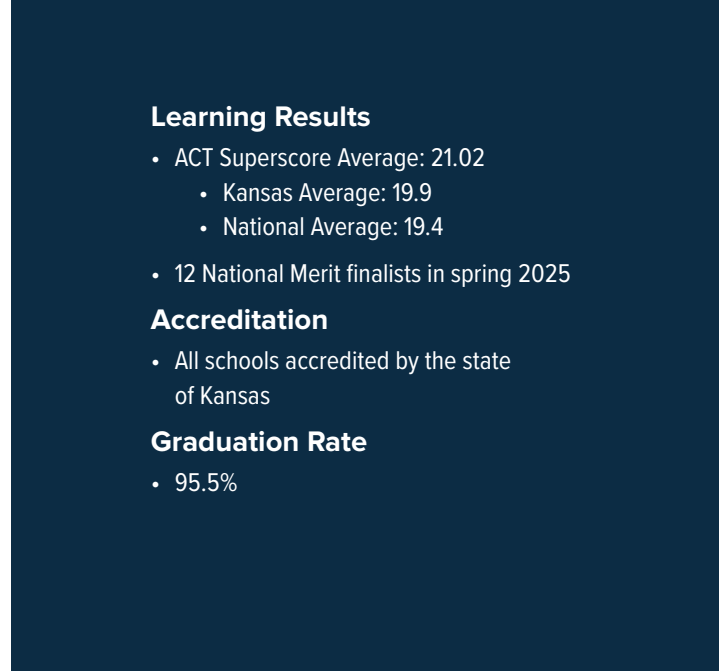 Learning Results
• ACT Superscore Average: 21.02
• Kansas Average: 19.9
• National Average: 19.4
• 12 National Merit finalists in spring 2025
Accreditation
• All schools accredited by the state
of Kansas
Graduation Rate
• 95.5%